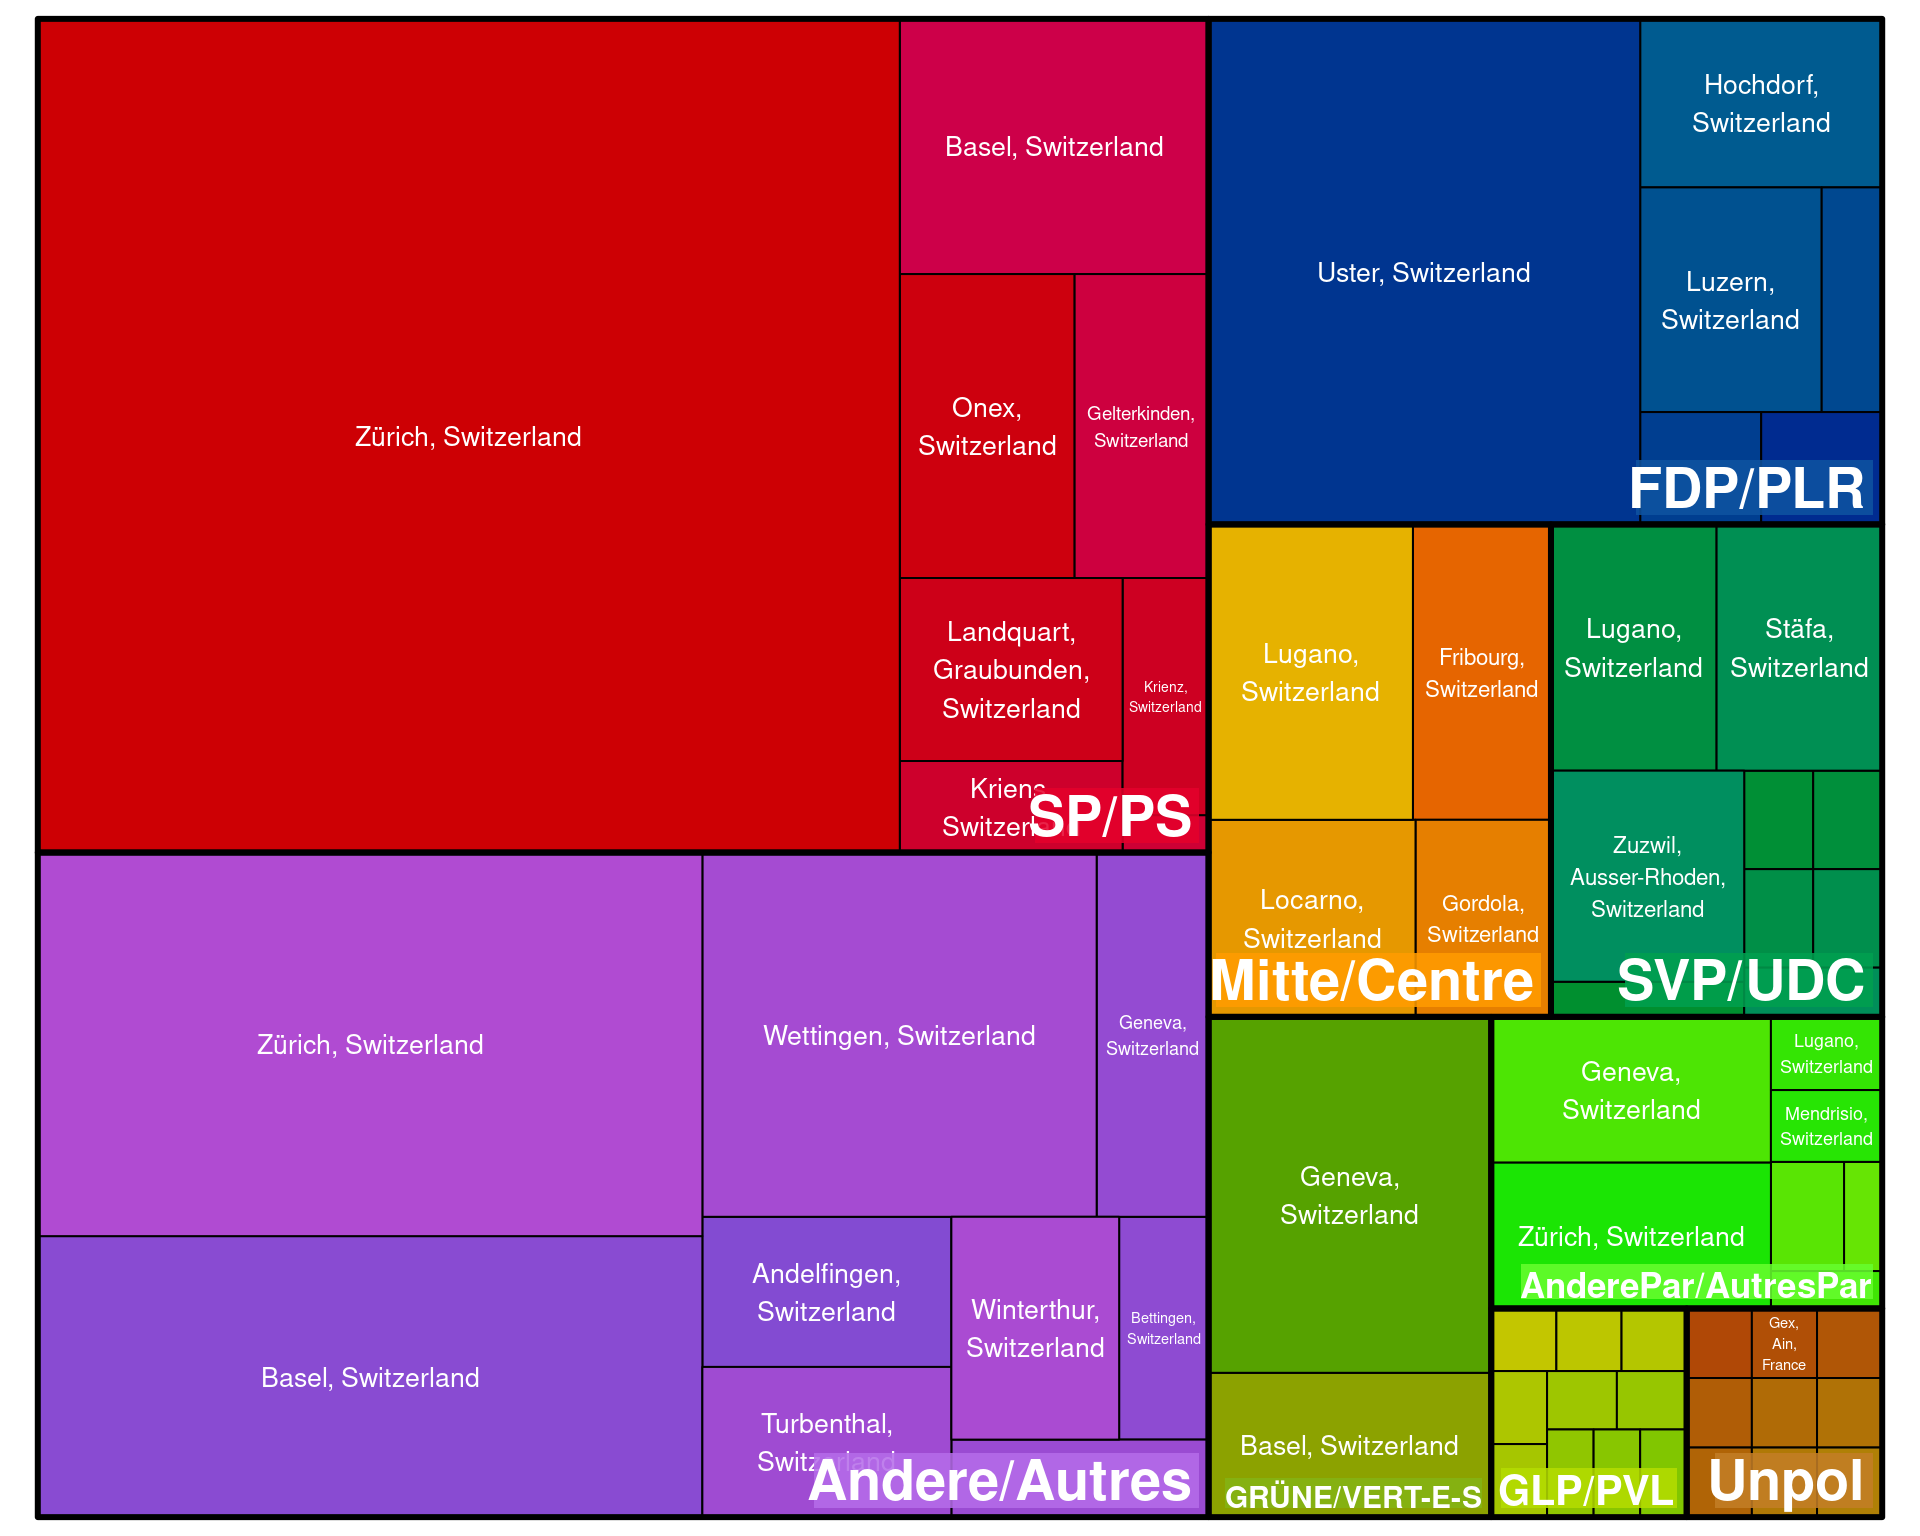 Zürich, Switzerland
Basel, Switzerland
Onex,
Switzerland
Gelterkinden,
Switzerland
Landquart,
Graubunden,
Switzerland
Krienz,
Switzerland
Kriens
Switzerl
SP/PS
Uster, Switzerland
Hochdorf,
Switzerland
Luzern,
Switzerland
FDP/PLR
Lugano,
Switzerland
Fribourg,
Switzerland
Locarno,
Switzerland
Gordola,
Switzerland
Mitte/Centre
Lugano,
Switzerland
Stäfa,
Switzerland
Zuzwil,
Ausser-Rhoden,
Switzerland
SVP/UDC
Zürich, Switzerland
Basel, Switzerland
Wettingen, Switzerland
Geneva,
Switzerland
Andelfingen,
Switzerland
Winterthur,
Switzerland
Bettingen,
Switzerland
Turbenthal,
Switzerland
Andere/Autres
Geneva,
Switzerland
Basel, Switzerland
GRÜNE/VERT-E-S
Geneva,
Switzerland
Lugano,
Switzerland
Mendrisio,
Switzerland
Zürich, Switzerland
AnderePar/AutresPar
GLP/PVL
Gex,
Ain,
France
Unpol